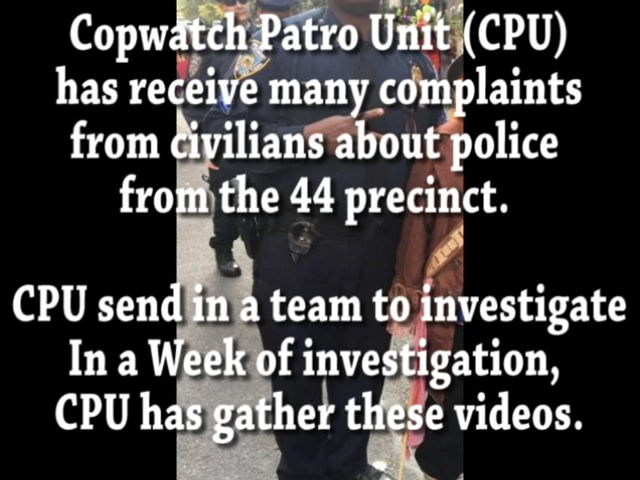 Copwatch Patro Unit (CPU)
has receive many complaints
from civilians about police
from the 44 precinct.
CPU send in a team to investigate
In a Week of investigation,
CPU has gather these videos.